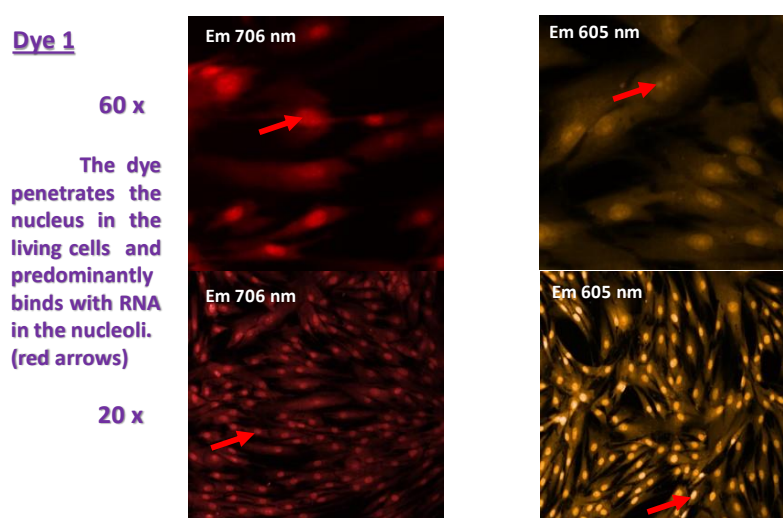 Dye 1
60 x
The dye
penetrates the
nucleus in the
living cells and
predominantly
binds with RNA
in the nucleoli.
(red arrows)
20 x
Em 706 nm
Em 605 nm
Em 706 nm
Em 605 nm